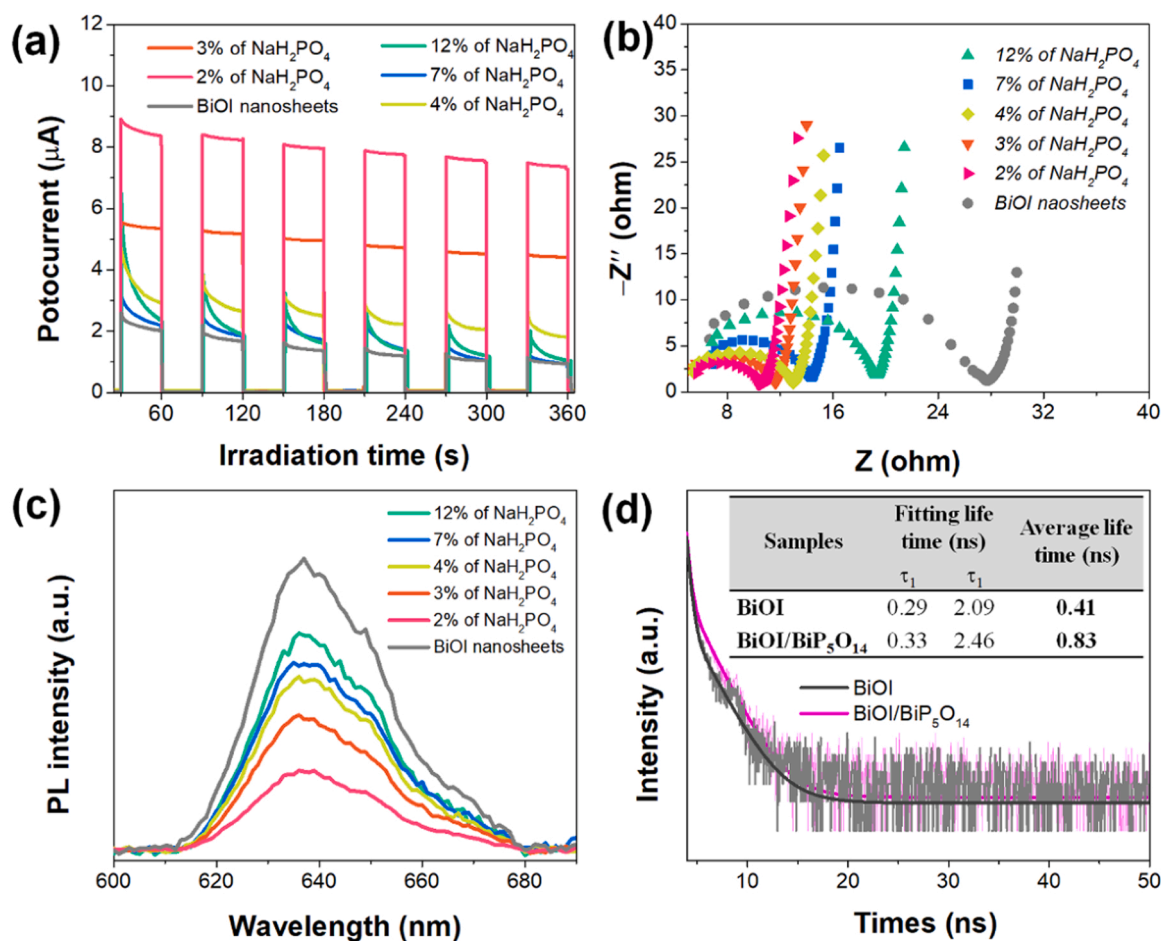 (a)
12
10
8
6
4
2
0
Potocurrent (μA)
3% of NaH₂PO₄
2% of NaH₂PO₄
BiOI nanosheets
12% of NaH₂PO₄
7% of NaH₂PO₄
4% of NaH₂PO₄
60 120 180 240 300 360
Irradiation time (s)
(b)
40
35
30
25
20
15
10
5
0
−Z′′ (ohm)
12% of NaH₂PO₄
7% of NaH₂PO₄
4% of NaH₂PO₄
3% of NaH₂PO₄
2% of NaH₂PO₄
BiOI naosheets
8 16 24 32 40
Z (ohm)
(c)
PL intensity (a.u.)
12% of NaH₂PO₄
7% of NaH₂PO₄
4% of NaH₂PO₄
3% of NaH₂PO₄
2% of NaH₂PO₄
BiOI nanosheets
600 620 640 660 680
Wavelength (nm)
(d)
Intensity (a.u.)
Samples
Fitting life
time (ns)
Average life
time (ns)
τ₁ τ₁
BiOI 0.29 2.09 0.41
BiOI/BiP₅O₁₄ 0.33 2.46 0.83
BiOI
BiOI/BiP₅O₁₄
10 20 30 40 50
Times (ns)